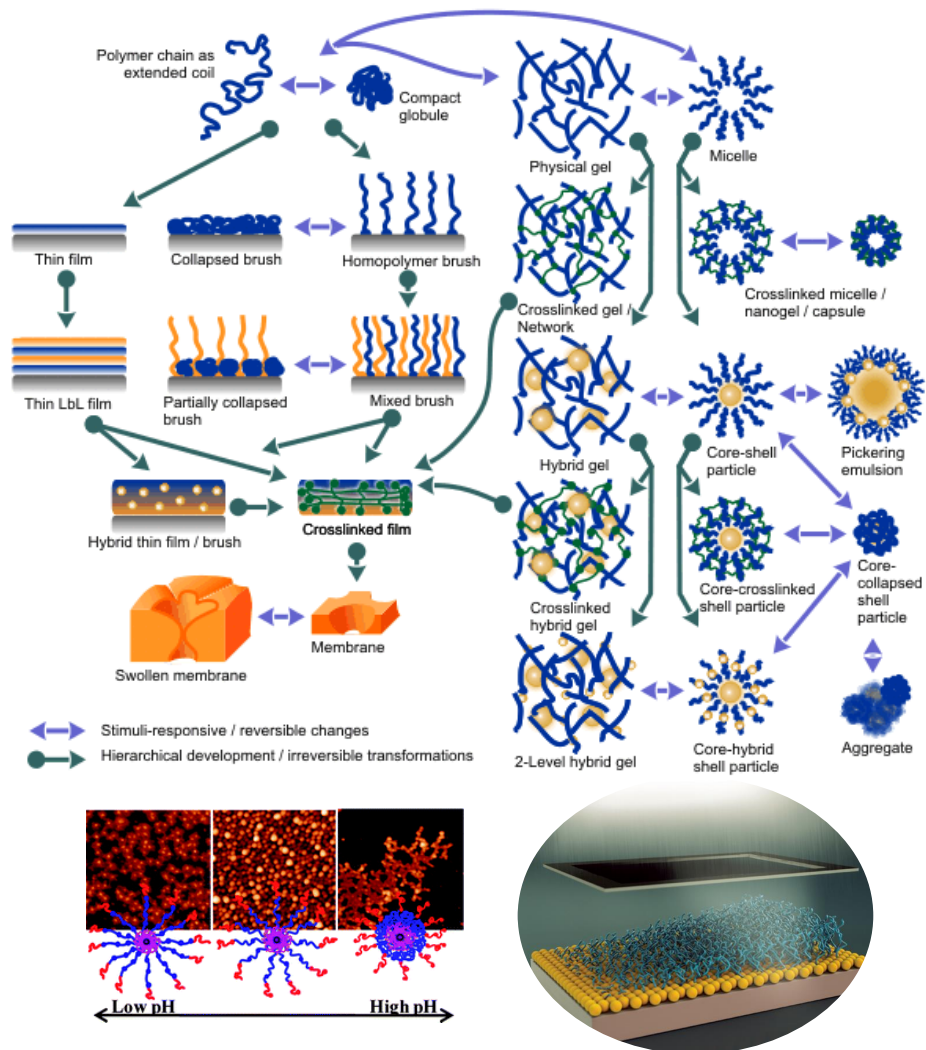 Polymer chain as
extended coil
Compact
globule
Physical gel
Micelle
Thin film
Collapsed brush
Homopolymer brush
Crosslinked gel /
Network
Crosslinked micelle /
nanogel / capsule
Thin LbL film
Partially collapsed
brush
Mixed brush
Hybrid gel
Core-shell
particle
Pickering
emulsion
Hybrid thin film / brush
Crosslinked film
Crosslinked
hybrid gel
Core-crosslinked
shell particle
Core-
collapsed
shell
particle
Swollen membrane
Membrane
2-Level hybrid gel
Core-hybrid
shell particle
Aggregate
Stimuli-responsive / reversible changes
Hierarchical development / irreversible transformations
Low pH
High pH